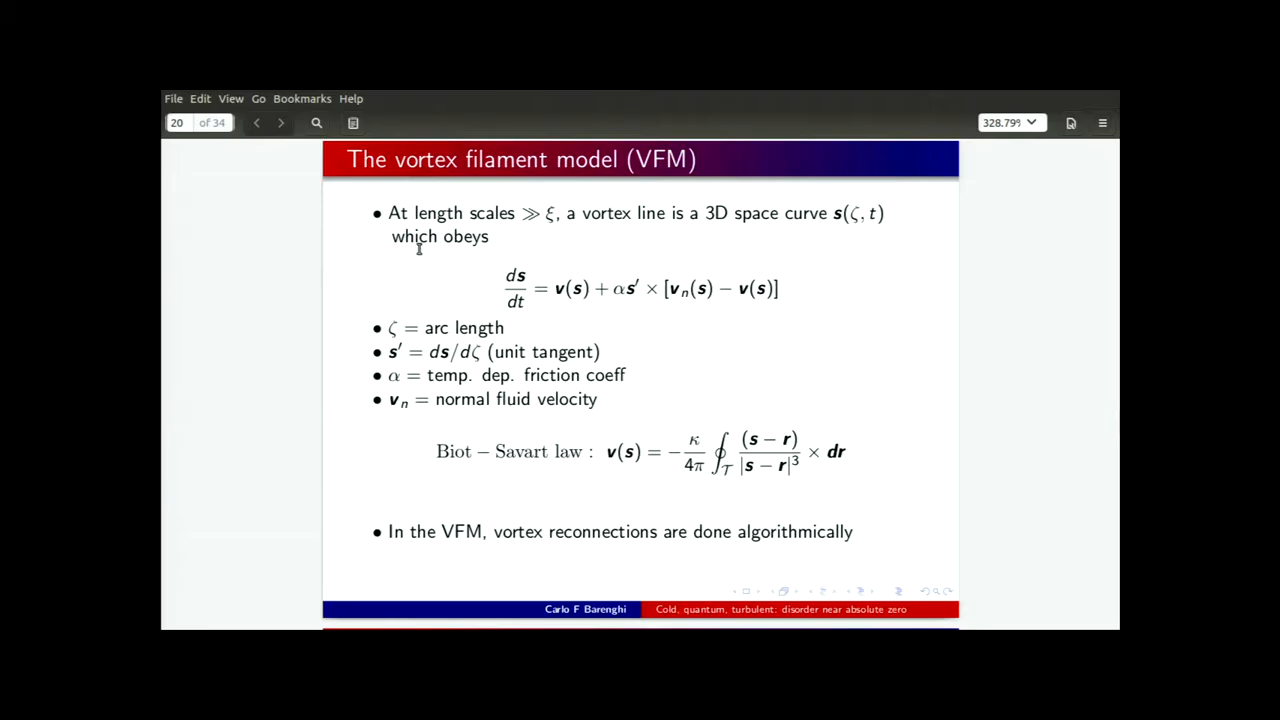 File Edit View Go Bookmarks Help
20 of 34 328.79%
The vortex filament model (VFM)
• At length scales ≫ ξ, a vortex line is a 3D space curve s(ζ, t)
which obeys
ds/dt = v(s) + αs′ × [vₙ(s) − v(s)]
• ζ = arc length
• s′ = ds/dζ (unit tangent)
• α = temp. dep. friction coeff
• vₙ = normal fluid velocity
Biot − Savart law : v(s) = −κ/4π ∮_𝒯 (s − r)/|s − r|³ × dr
• In the VFM, vortex reconnections are done algorithmically
Carlo F Barenghi Cold, quantum, turbulent: disorder near absolute zero